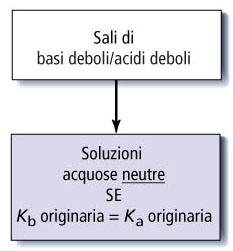 Sali di
basi deboli/acidi deboli
Soluzioni
acquose neutre
SE
Kb originaria = Ka originaria